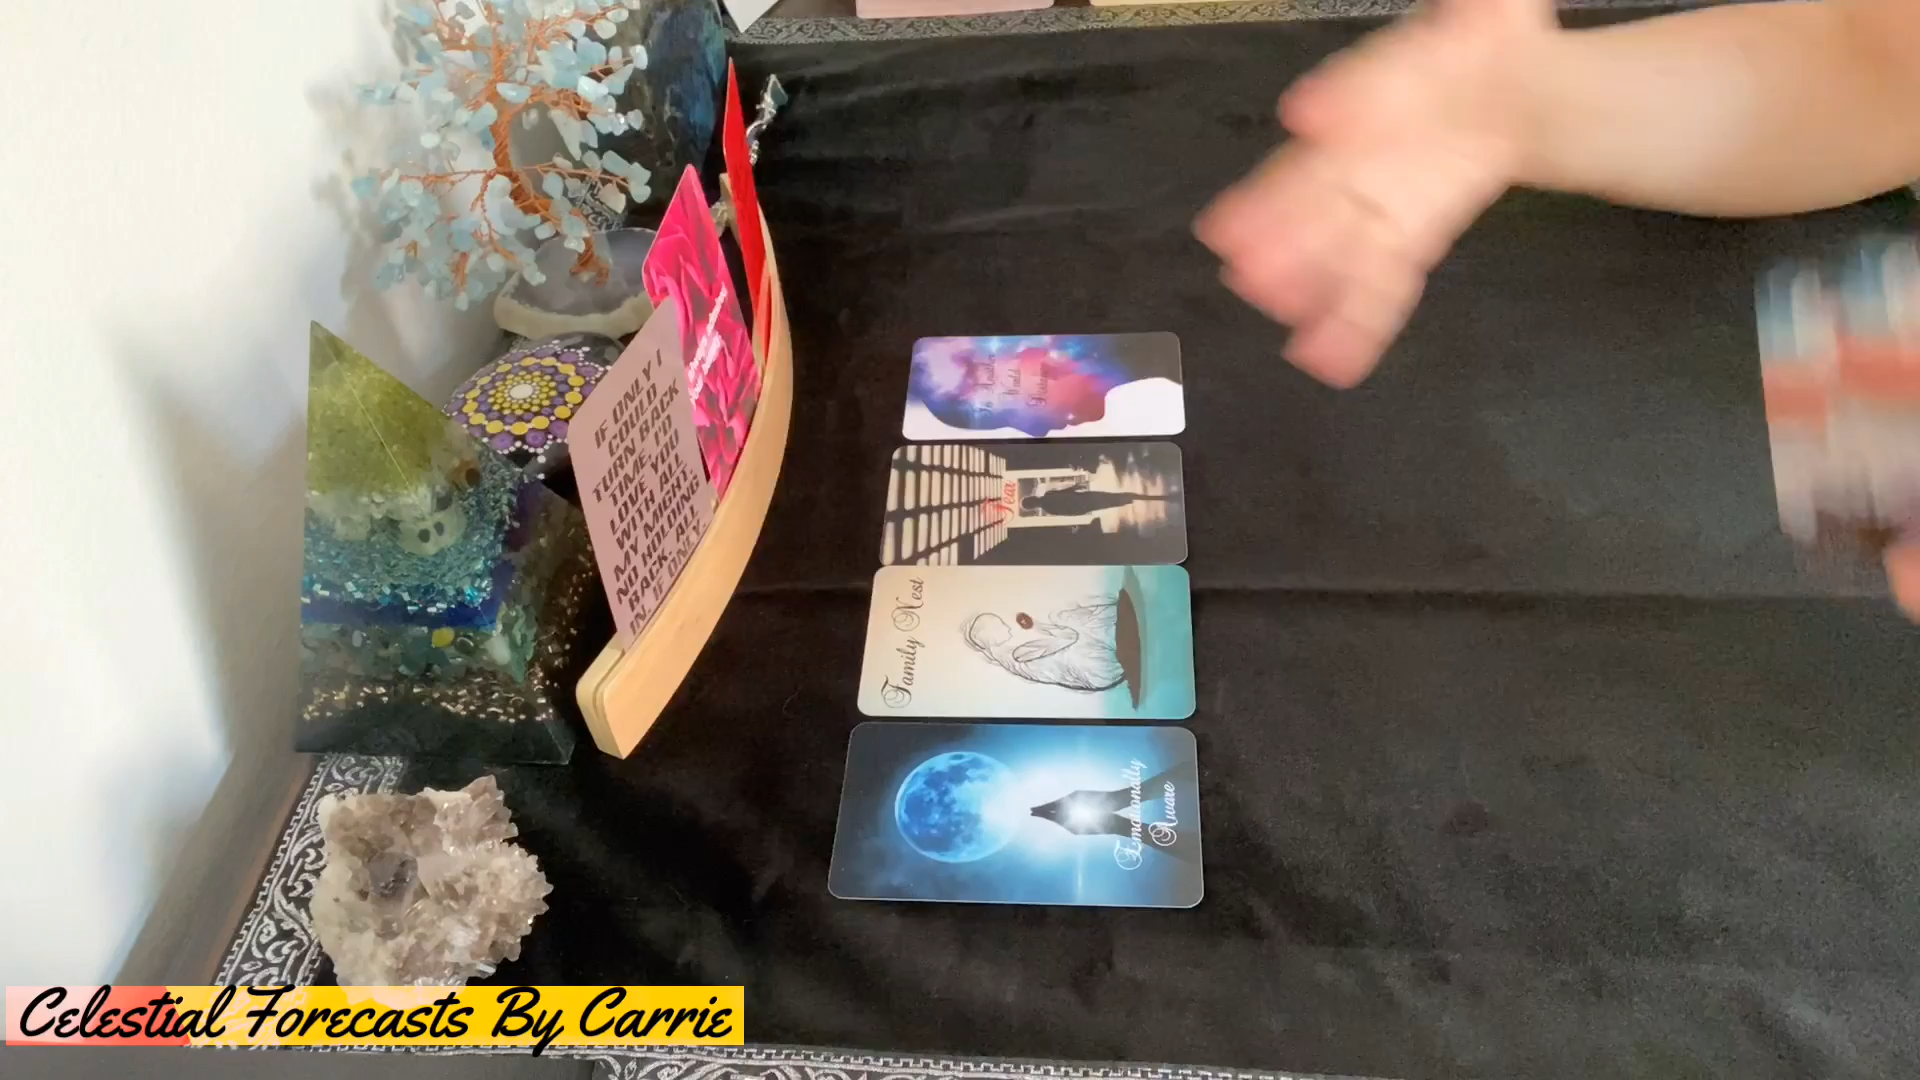 IF ONLY I
COULD
TURN BACK
TIME, I'D
LOVE YOU
WITH ALL
MY MIGHT.
NO HOLDING
BACK. ALL
IN. IF ONLY
Fear
Family Nest
Emotionally
Aware
Celestial Forecasts By Carrie